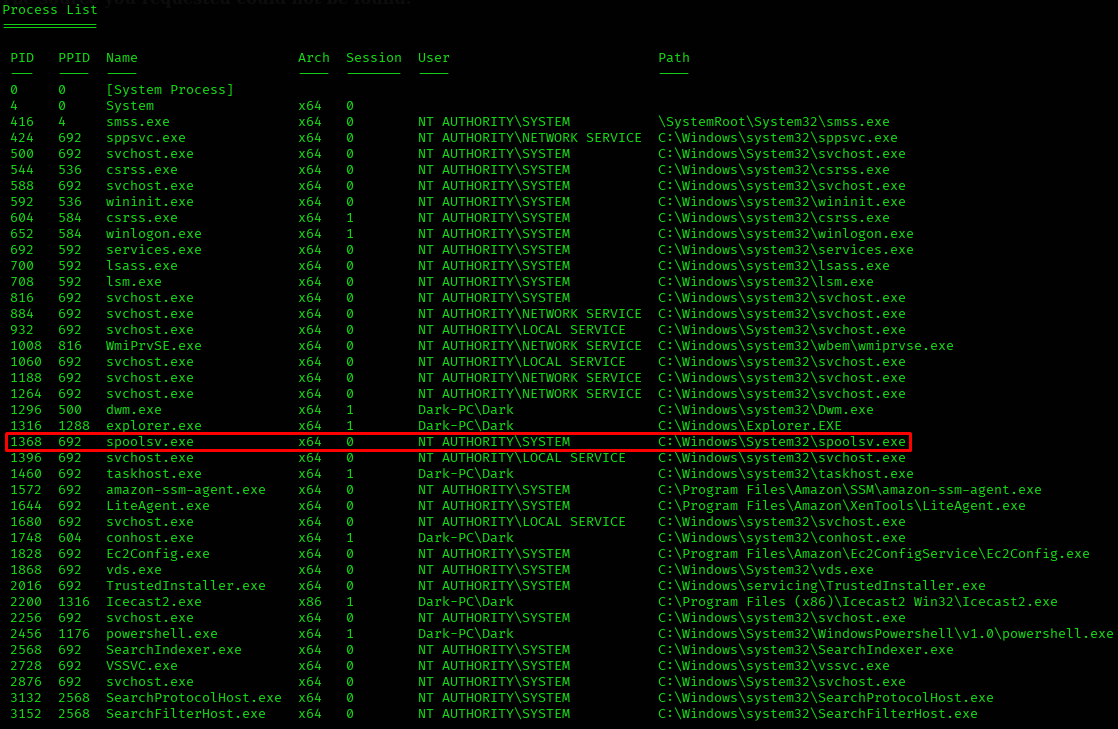 you requested could not be found.
Process List
PID PPID Name Arch Session User Path
0 0 [System Process]
4 0 System x64 0
416 4 smss.exe x64 0 NT AUTHORITY\SYSTEM \SystemRoot\System32\smss.exe
424 692 sppsvc.exe x64 0 NT AUTHORITY\NETWORK SERVICE C:\Windows\system32\sppsvc.exe
500 692 svchost.exe x64 0 NT AUTHORITY\SYSTEM C:\Windows\system32\svchost.exe
544 536 csrss.exe x64 0 NT AUTHORITY\SYSTEM C:\Windows\system32\csrss.exe
588 692 svchost.exe x64 0 NT AUTHORITY\SYSTEM C:\Windows\system32\svchost.exe
592 536 wininit.exe x64 0 NT AUTHORITY\SYSTEM C:\Windows\system32\wininit.exe
604 584 csrss.exe x64 1 NT AUTHORITY\SYSTEM C:\Windows\system32\csrss.exe
652 584 winlogon.exe x64 1 NT AUTHORITY\SYSTEM C:\Windows\system32\winlogon.exe
692 592 services.exe x64 0 NT AUTHORITY\SYSTEM C:\Windows\system32\services.exe
700 592 lsass.exe x64 0 NT AUTHORITY\SYSTEM C:\Windows\system32\lsass.exe
708 592 lsm.exe x64 0 NT AUTHORITY\SYSTEM C:\Windows\system32\lsm.exe
816 692 svchost.exe x64 0 NT AUTHORITY\SYSTEM C:\Windows\system32\svchost.exe
884 692 svchost.exe x64 0 NT AUTHORITY\NETWORK SERVICE C:\Windows\system32\svchost.exe
932 692 svchost.exe x64 0 NT AUTHORITY\LOCAL SERVICE C:\Windows\System32\svchost.exe
1008 816 WmiPrvSE.exe x64 0 NT AUTHORITY\NETWORK SERVICE C:\Windows\system32\wbem\wmiprvse.exe
1060 692 svchost.exe x64 0 NT AUTHORITY\LOCAL SERVICE C:\Windows\system32\svchost.exe
1188 692 svchost.exe x64 0 NT AUTHORITY\NETWORK SERVICE C:\Windows\system32\svchost.exe
1264 692 svchost.exe x64 0 NT AUTHORITY\NETWORK SERVICE C:\Windows\system32\svchost.exe
1296 500 dwm.exe x64 1 Dark-PC\Dark C:\Windows\system32\Dwm.exe
1316 1288 explorer.exe x64 1 Dark-PC\Dark C:\Windows\Explorer.EXE
1368 692 spoolsv.exe x64 0 NT AUTHORITY\SYSTEM C:\Windows\System32\spoolsv.exe
1396 692 svchost.exe x64 0 NT AUTHORITY\LOCAL SERVICE C:\Windows\system32\svchost.exe
1460 692 taskhost.exe x64 1 Dark-PC\Dark C:\Windows\system32\taskhost.exe
1572 692 amazon-ssm-agent.exe x64 0 NT AUTHORITY\SYSTEM C:\Program Files\Amazon\SSM\amazon-ssm-agent.exe
1644 692 LiteAgent.exe x64 0 NT AUTHORITY\SYSTEM C:\Program Files\Amazon\XenTools\LiteAgent.exe
1680 692 svchost.exe x64 0 NT AUTHORITY\LOCAL SERVICE C:\Windows\system32\svchost.exe
1748 604 conhost.exe x64 1 Dark-PC\Dark C:\Windows\system32\conhost.exe
1828 692 Ec2Config.exe x64 0 NT AUTHORITY\SYSTEM C:\Program Files\Amazon\Ec2ConfigService\Ec2Config.exe
1868 692 vds.exe x64 0 NT AUTHORITY\SYSTEM C:\Windows\System32\vds.exe
2016 692 TrustedInstaller.exe x64 0 NT AUTHORITY\SYSTEM C:\Windows\servicing\TrustedInstaller.exe
2200 1316 Icecast2.exe x86 1 Dark-PC\Dark C:\Program Files (x86)\Icecast2 Win32\Icecast2.exe
2256 692 svchost.exe x64 0 NT AUTHORITY\SYSTEM C:\Windows\System32\svchost.exe
2456 1176 powershell.exe x64 1 Dark-PC\Dark C:\Windows\System32\WindowsPowershell\v1.0\powershell.exe
2568 692 SearchIndexer.exe x64 0 NT AUTHORITY\SYSTEM C:\Windows\system32\SearchIndexer.exe
2728 692 VSSVC.exe x64 0 NT AUTHORITY\SYSTEM C:\Windows\system32\vssvc.exe
2876 692 svchost.exe x64 0 NT AUTHORITY\SYSTEM C:\Windows\System32\svchost.exe
3132 2568 SearchProtocolHost.exe x64 0 NT AUTHORITY\SYSTEM C:\Windows\system32\SearchProtocolHost.exe
3152 2568 SearchFilterHost.exe x64 0 NT AUTHORITY\SYSTEM C:\Windows\system32\SearchFilterHost.exe